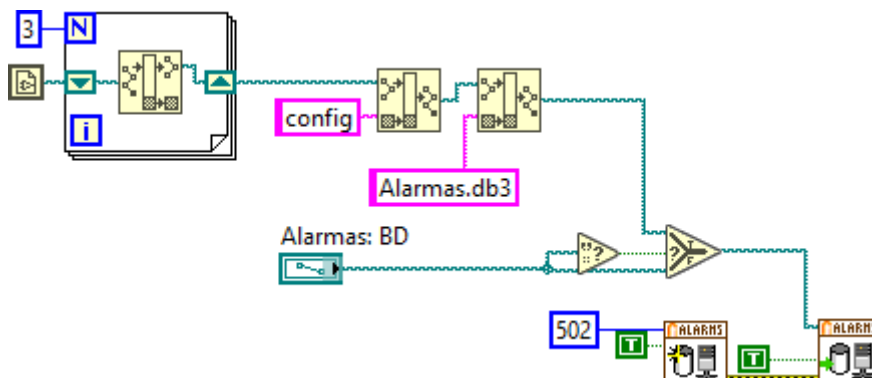 3
N
i
config
Alarmas.db3
Alarmas: BD
?
?
T
F
502
T
ALARMS
T
ALARM